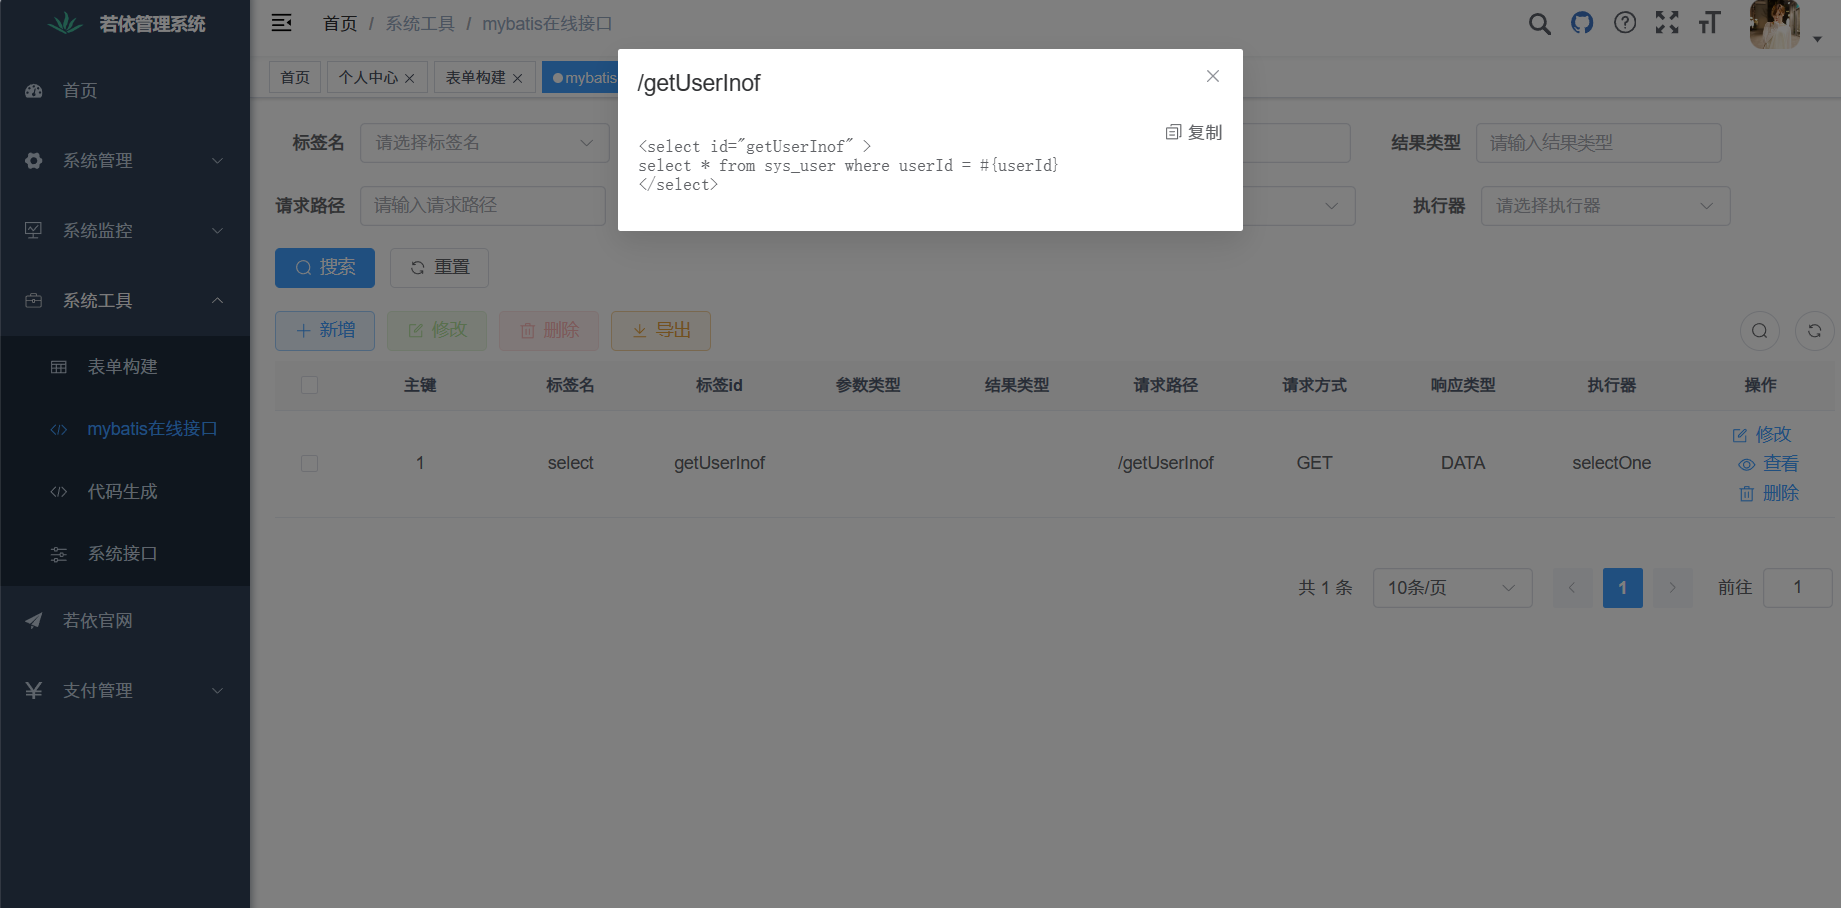 若依管理系统
首页
系统管理
系统监控
系统工具
表单构建
mybatis在线接口
代码生成
系统接口
若依官网
支付管理
首页 / 系统工具 / mybatis在线接口
首页
个人中心
表单构建
mybatis
/getUserInof
复制
<select id="getUserInof" >
select * from sys_user where userId = #{userId}
</select>
标签名
请选择标签名
结果类型
请输入结果类型
请求路径
请输入请求路径
执行器
请选择执行器
搜索
重置
新增
修改
删除
导出
主键 标签名 标签id 参数类型 结果类型 请求路径 请求方式 响应类型 执行器 操作
1 select getUserInof /getUserInof GET DATA selectOne
修改
查看
删除
共 1 条
10条/页
1
前往
1